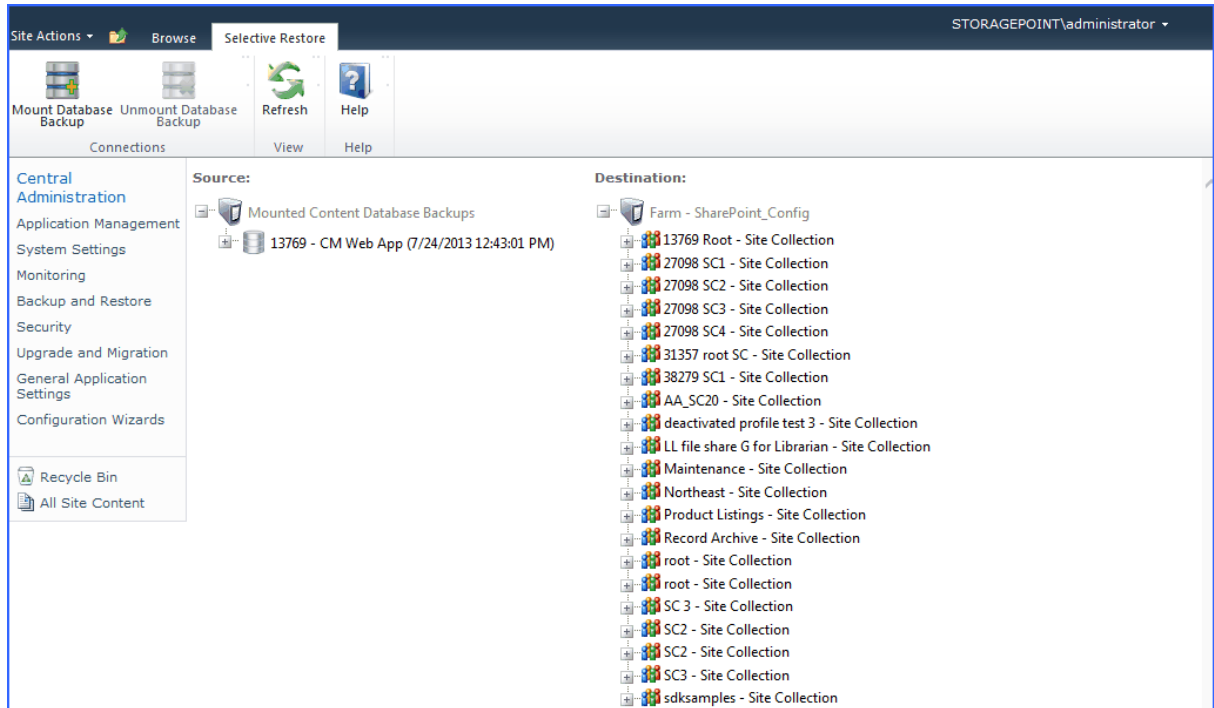 STORAGEPOINT\administrator
Site Actions
Browse
Selective Restore
Mount Database Backup
Unmount Database Backup
Refresh
Help
Connections
View
Help
Central Administration
Application Management
System Settings
Monitoring
Backup and Restore
Security
Upgrade and Migration
General Application Settings
Configuration Wizards
Recycle Bin
All Site Content
Source:
Mounted Content Database Backups
13769 - CM Web App (7/24/2013 12:43:01 PM)
Destination:
Farm - SharePoint_Config
13769 Root - Site Collection
27098 SC1 - Site Collection
27098 SC2 - Site Collection
27098 SC3 - Site Collection
27098 SC4 - Site Collection
31357 root SC - Site Collection
38279 SC1 - Site Collection
AA_SC20 - Site Collection
deactivated profile test 3 - Site Collection
LL file share G for Librarian - Site Collection
Maintenance - Site Collection
Northeast - Site Collection
Product Listings - Site Collection
Record Archive - Site Collection
root - Site Collection
root - Site Collection
SC 3 - Site Collection
SC2 - Site Collection
SC2 - Site Collection
SC3 - Site Collection
sdksamples - Site Collection